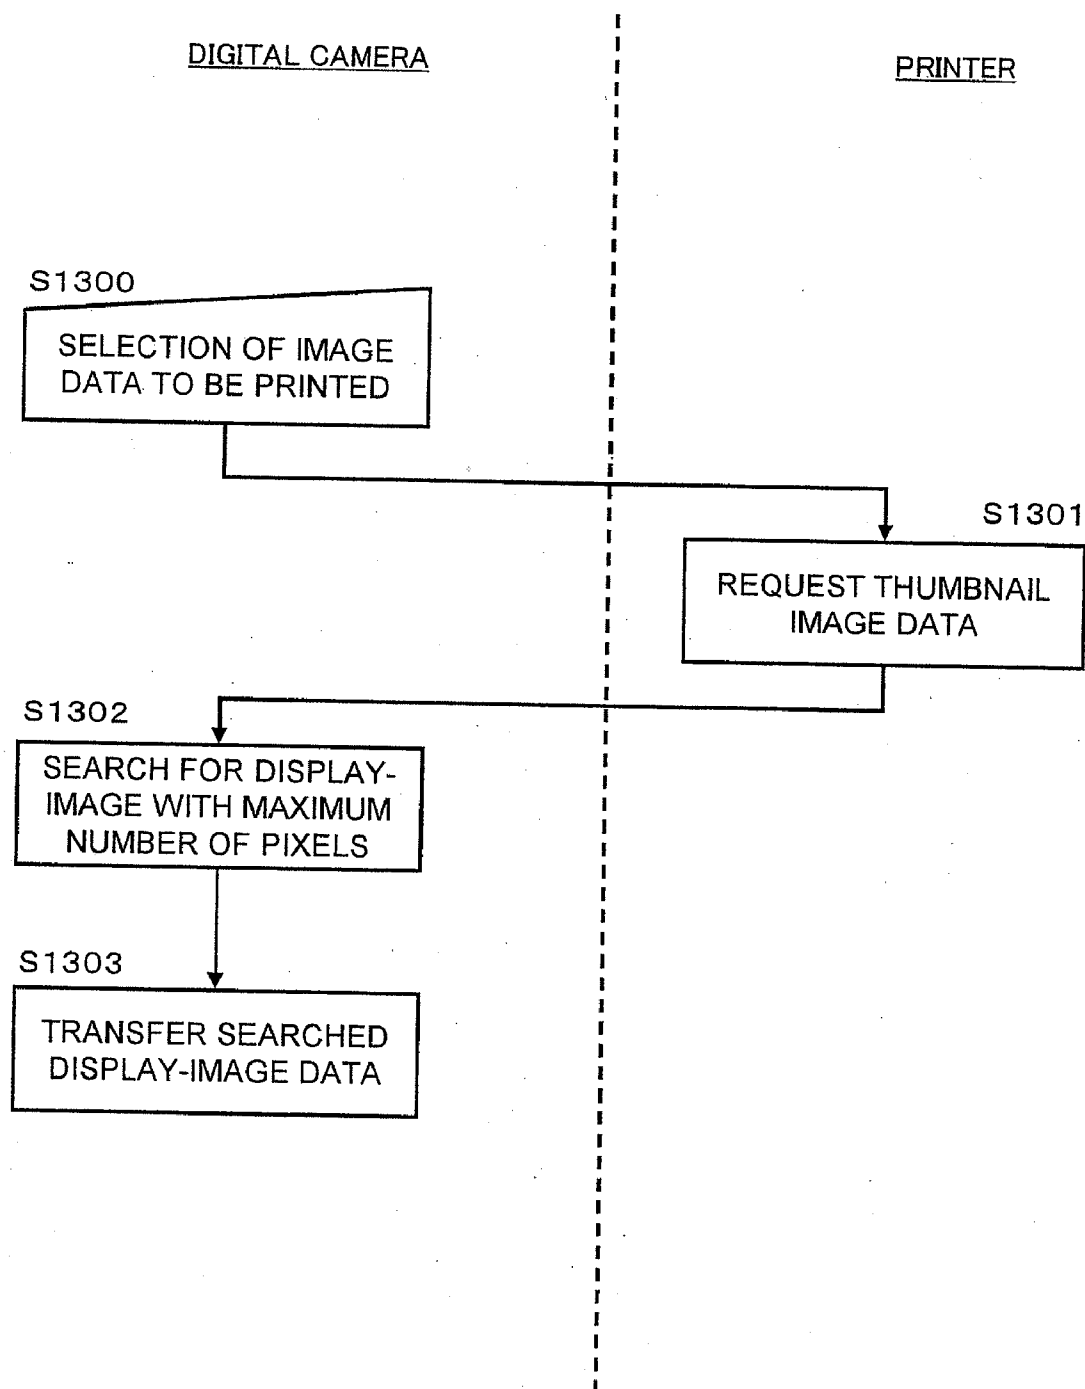 DIGITAL CAMERA
PRINTER
S1300
SELECTION OF IMAGE
DATA TO BE PRINTED
S1301
REQUEST THUMBNAIL
IMAGE DATA
S1302
SEARCH FOR DISPLAY-
IMAGE WITH MAXIMUM
NUMBER OF PIXELS
S1303
TRANSFER SEARCHED
DISPLAY-IMAGE DATA